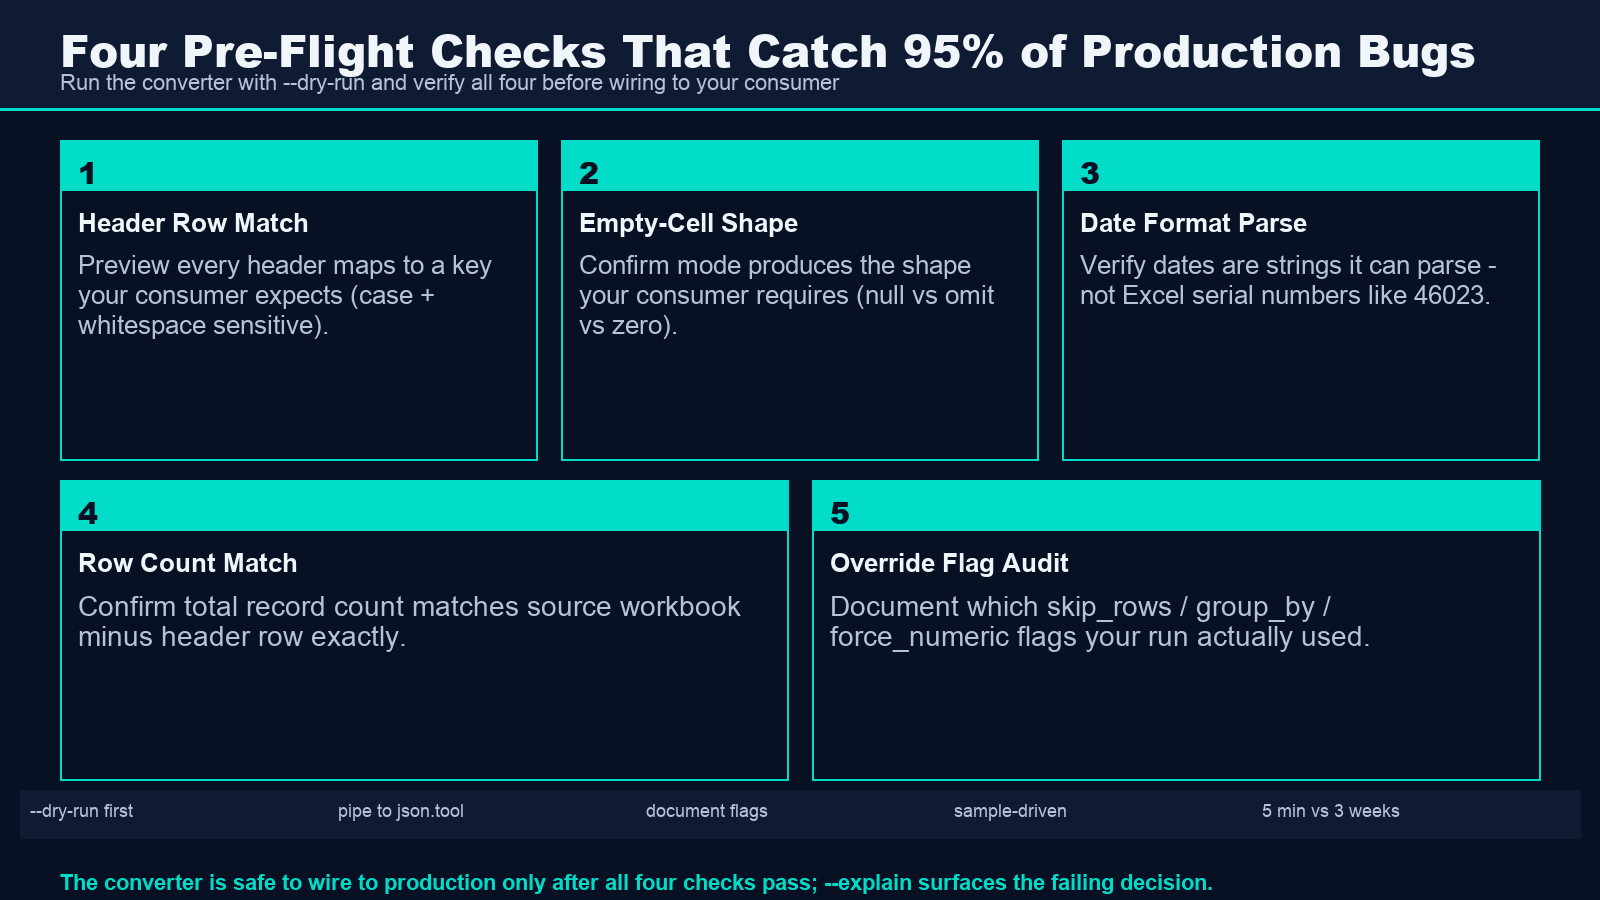 Four Pre-Flight Checks That Catch 95% of Production Bugs
Run the converter with --dry-run and verify all four before wiring to your consumer
1
Header Row Match
Preview every header maps to a key
your consumer expects (case +
whitespace sensitive).
2
Empty-Cell Shape
Confirm mode produces the shape
your consumer requires (null vs omit
vs zero).
3
Date Format Parse
Verify dates are strings it can parse -
not Excel serial numbers like 46023.
4
Row Count Match
Confirm total record count matches source workbook
minus header row exactly.
5
Override Flag Audit
Document which skip_rows / group_by /
force_numeric flags your run actually used.
--dry-run first
pipe to json.tool
document flags
sample-driven
5 min vs 3 weeks
The converter is safe to wire to production only after all four checks pass; --explain surfaces the failing decision.